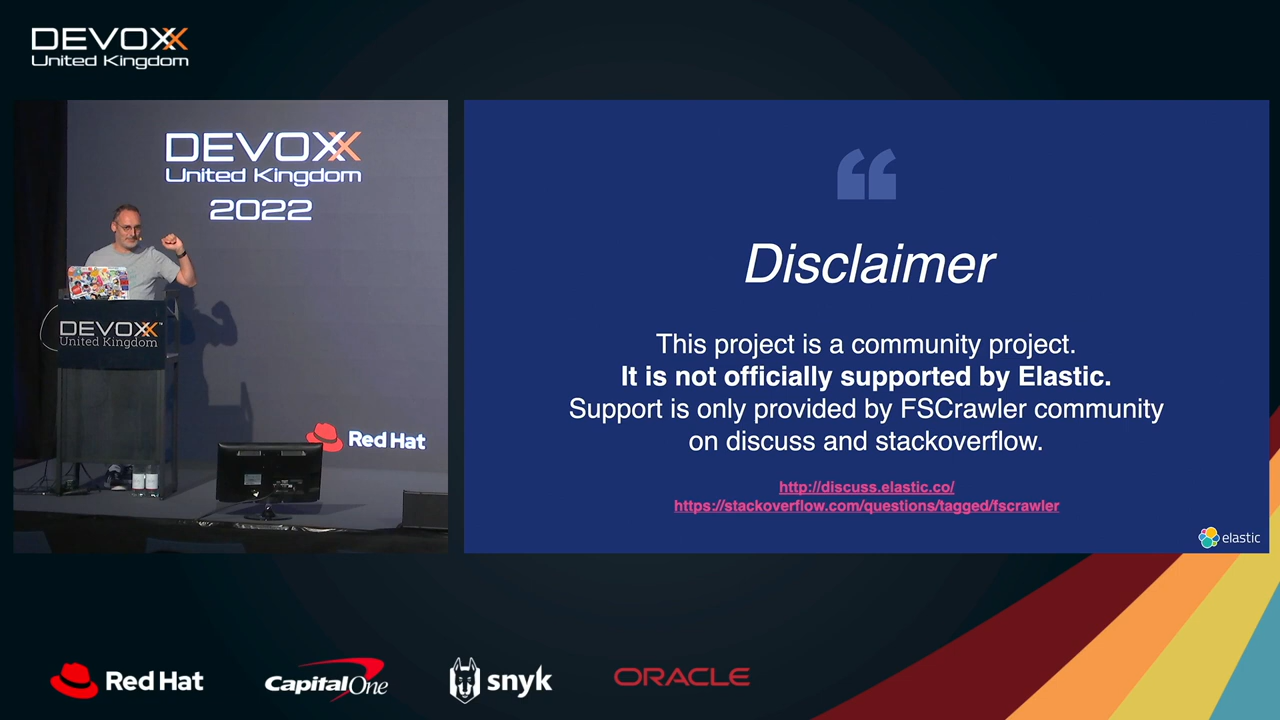 DEVOXX
United Kingdom
DEVOXX
United Kingdom
2022
DEVOXX
United Kingdom
Red Hat
Disclaimer
This project is a community project.
It is not officially supported by Elastic.
Support is only provided by FSCrawler community
on discuss and stackoverflow.
http://discuss.elastic.co/
https://stackoverflow.com/questions/tagged/fscrawler
elastic
Red Hat
CapitalOne
snyk
ORACLE